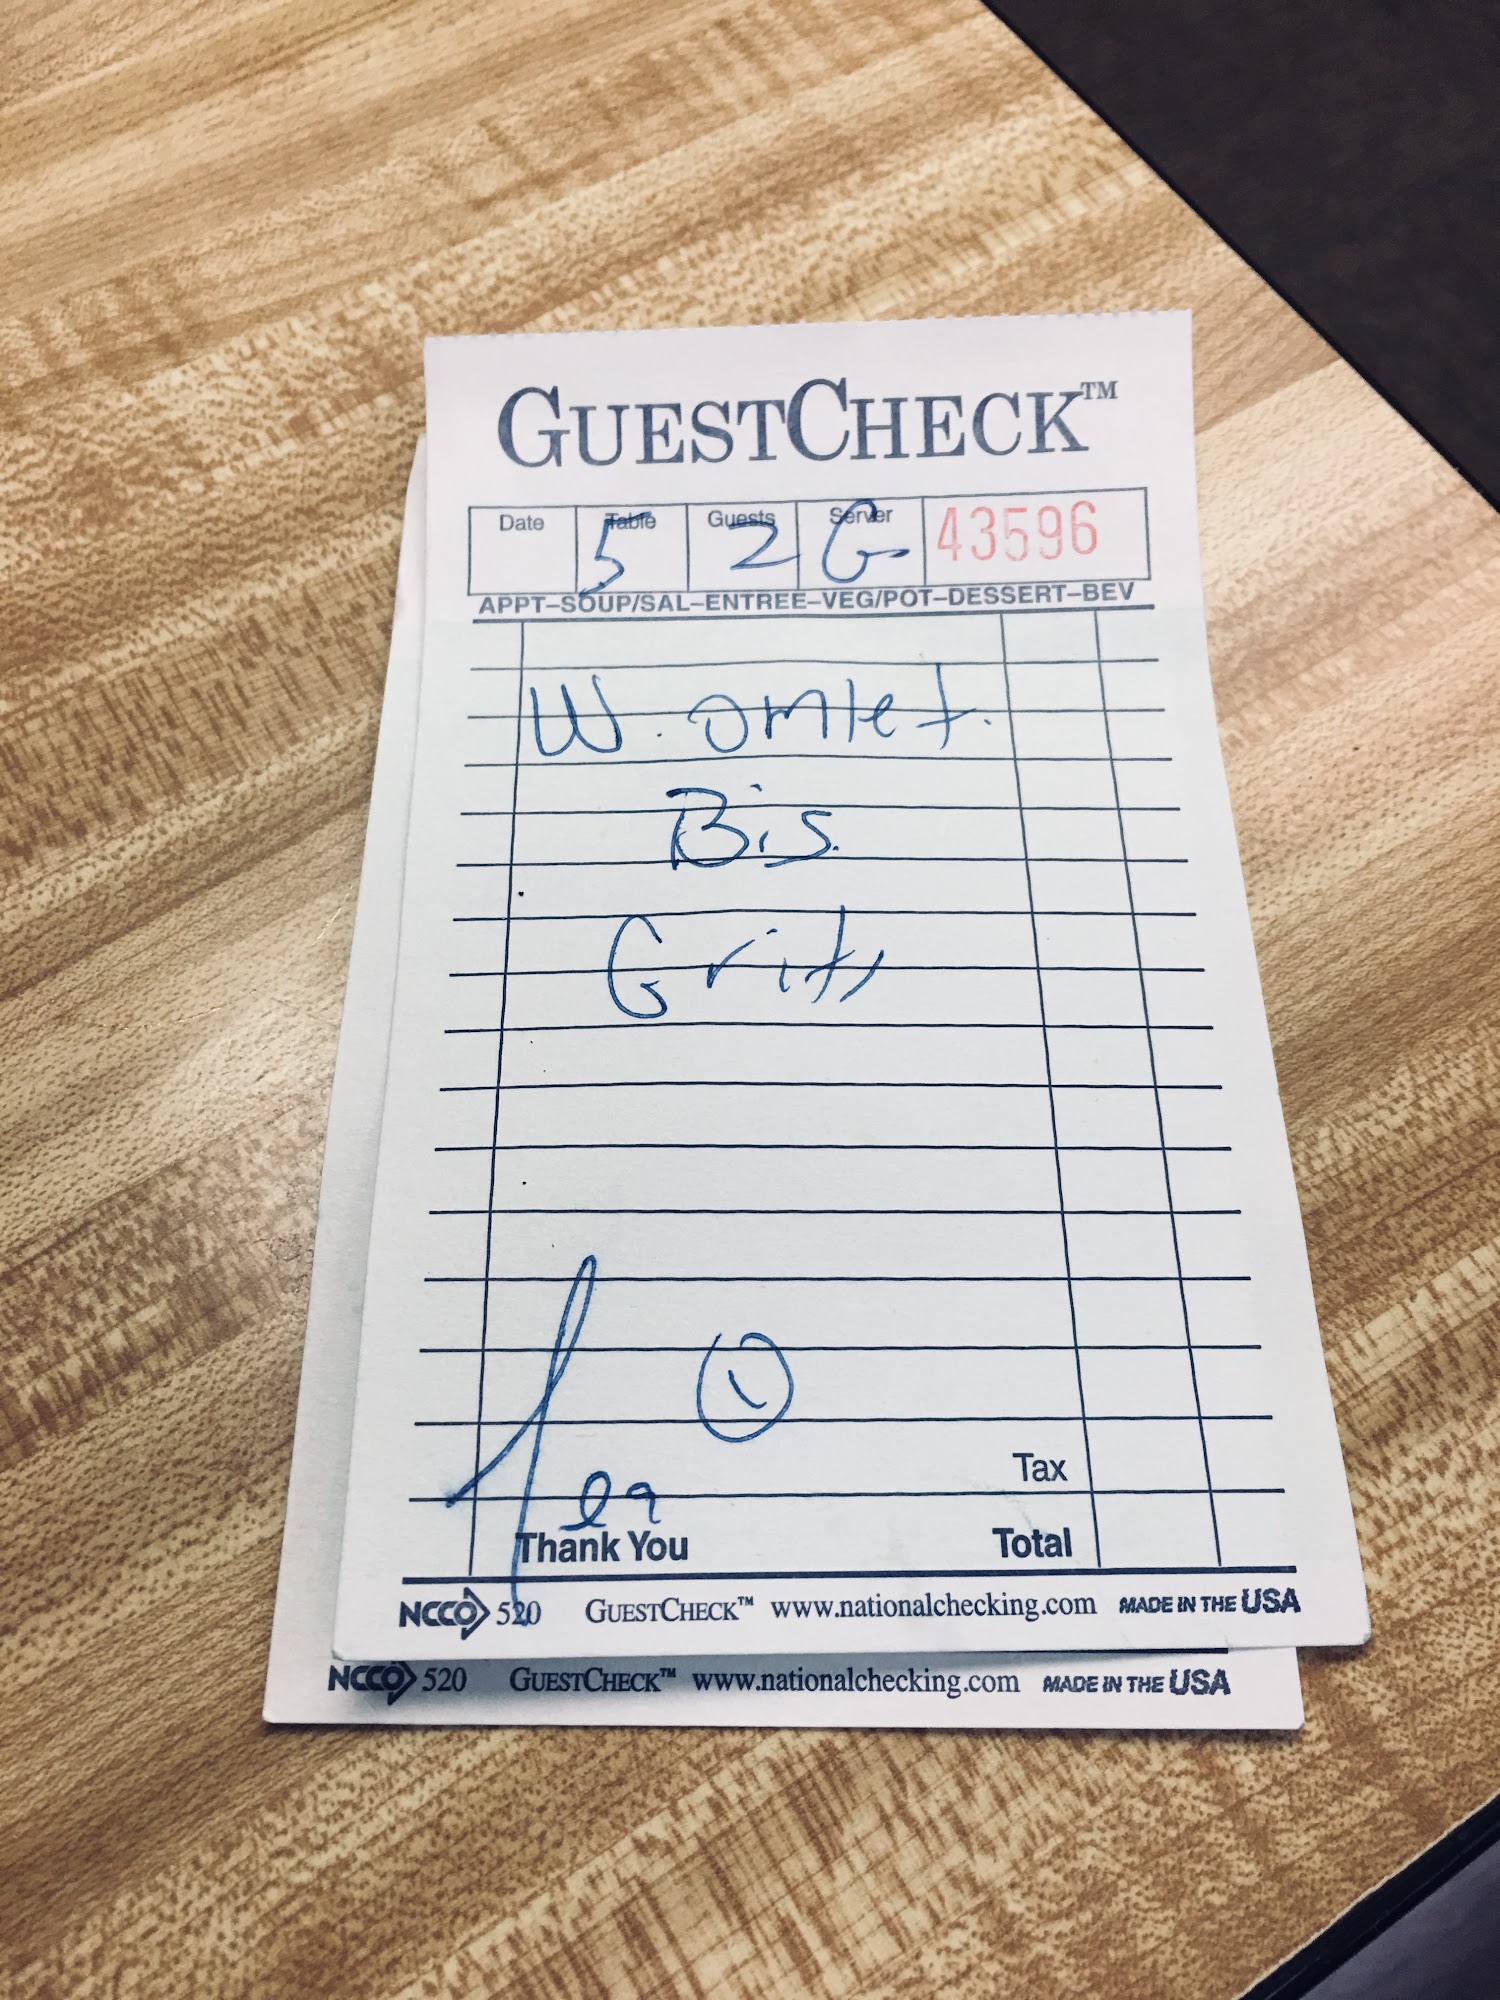 GUESTCHECK™
Date Table Guests Server
5 2 G 43596
APPT–SOUP/SAL–ENTREE–VEG/POT–DESSERT–BEV
W. omlet.
Bis.
Grits
1
Tea
Tax
Thank You Total
NCCO 520 GUESTCHECK™ www.nationalchecking.com MADE IN THE USA
NCCO 520 GUESTCHECK™ www.nationalchecking.com MADE IN THE USA